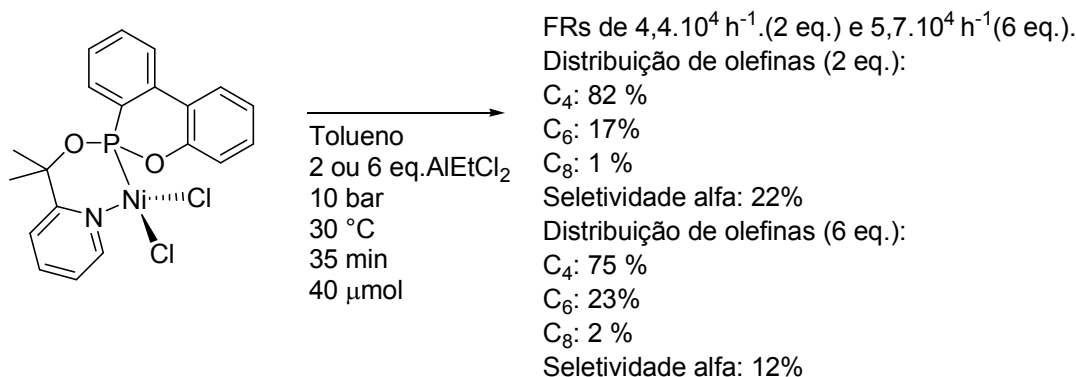 O
P
O
Ni
Cl
N
Cl
Tolueno
2 ou 6 eq.AlEtCl₂
10 bar
30 °C
35 min
40 μmol
FRs de 4,4.10⁴ h⁻¹.(2 eq.) e 5,7.10⁴ h⁻¹(6 eq.).
Distribuição de olefinas (2 eq.):
C₄: 82 %
C₆: 17%
C₈: 1 %
Seletividade alfa: 22%
Distribuição de olefinas (6 eq.):
C₄: 75 %
C₆: 23%
C₈: 2 %
Seletividade alfa: 12%